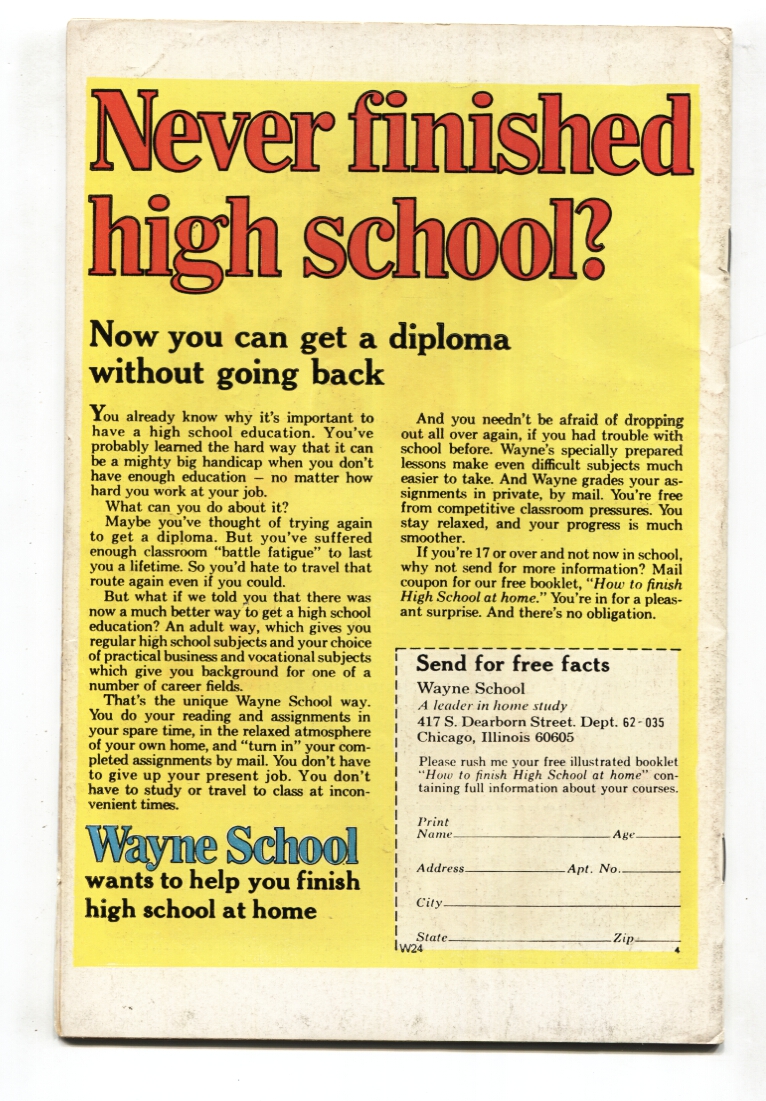 Never finished
high school?
Now you can get a diploma
without going back
You already know why it's important to
have a high school education. You've
probably learned the hard way that it can
be a mighty big handicap when you don't
have enough education – no matter how
hard you work at your job.
What can you do about it?
Maybe you've thought of trying again
to get a diploma. But you've suffered
enough classroom "battle fatigue" to last
you a lifetime. So you'd hate to travel that
route again even if you could.
But what if we told you that there was
now a much better way to get a high school
education? An adult way, which gives you
regular high school subjects and your choice
of practical business and vocational subjects
which give you background for one of a
number of career fields.
That's the unique Wayne School way.
You do your reading and assignments in
your spare time, in the relaxed atmosphere
of your own home, and "turn in" your com-
pleted assignments by mail. You don't have
to give up your present job. You don't
have to study or travel to class at incon-
venient times.
Wayne School
wants to help you finish
high school at home
And you needn't be afraid of dropping
out all over again, if you had trouble with
school before. Wayne's specially prepared
lessons make even difficult subjects much
easier to take. And Wayne grades your as-
signments in private, by mail. You're free
from competitive classroom pressures. You
stay relaxed, and your progress is much
smoother.
If you're 17 or over and not now in school,
why not send for more information? Mail
coupon for our free booklet, "How to finish
High School at home." You're in for a pleas-
ant surprise. And there's no obligation.
Send for free facts
Wayne School
A leader in home study
417 S. Dearborn Street. Dept. 62-035
Chicago, Illinois 60605
Please rush me your free illustrated booklet
"How to finish High School at home" con-
taining full information about your courses.
Print
Name Age
Address Apt. No.
City
State Zip
W24 4